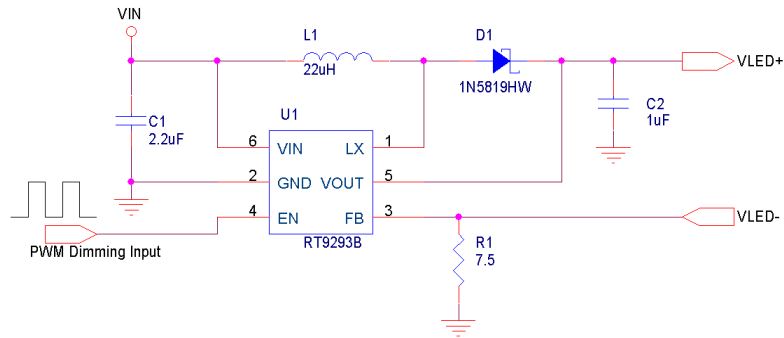 VIN
L1
22uH
D1
1N5819HW
VLED+
C1
2.2uF
C2
1uF
U1
6 VIN LX 1
2 GND VOUT 5
4 EN FB 3
RT9293B
PWM Dimming Input
R1
7.5
VLED-